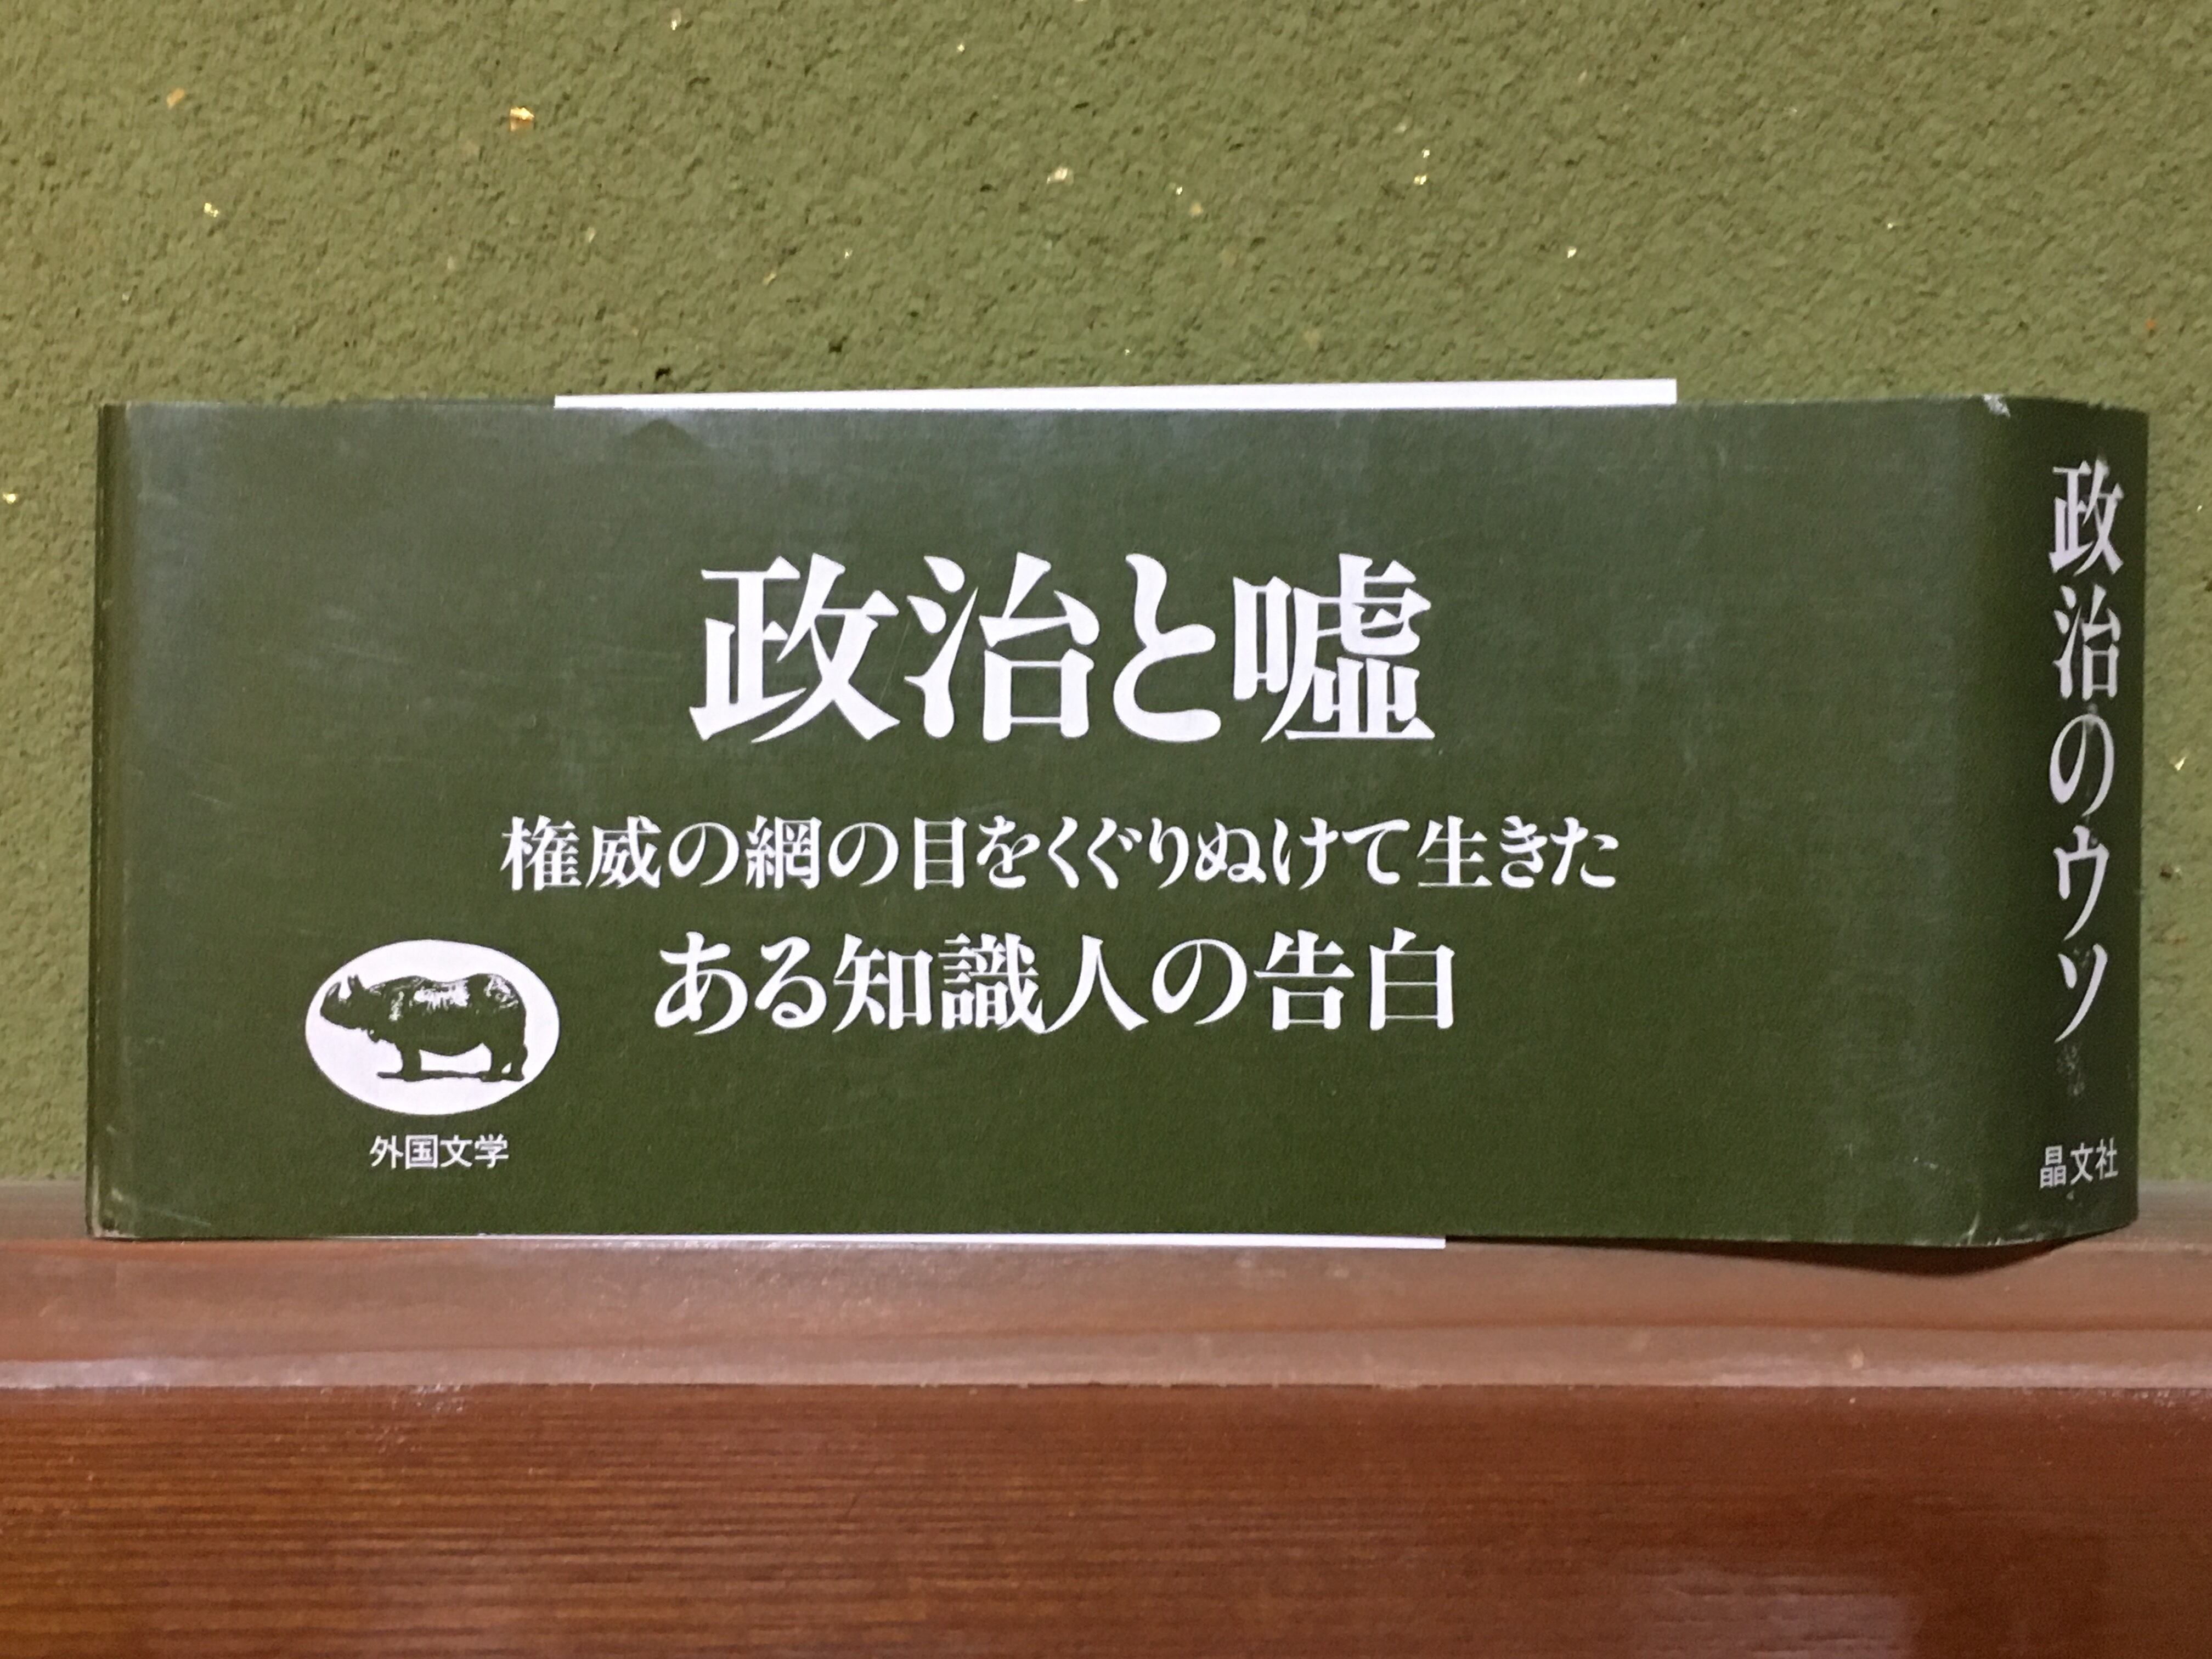 政治と嘘
権威の網の目をくぐりぬけて生きた
ある知識人の告白
外国文学
政治のウソ
晶文社